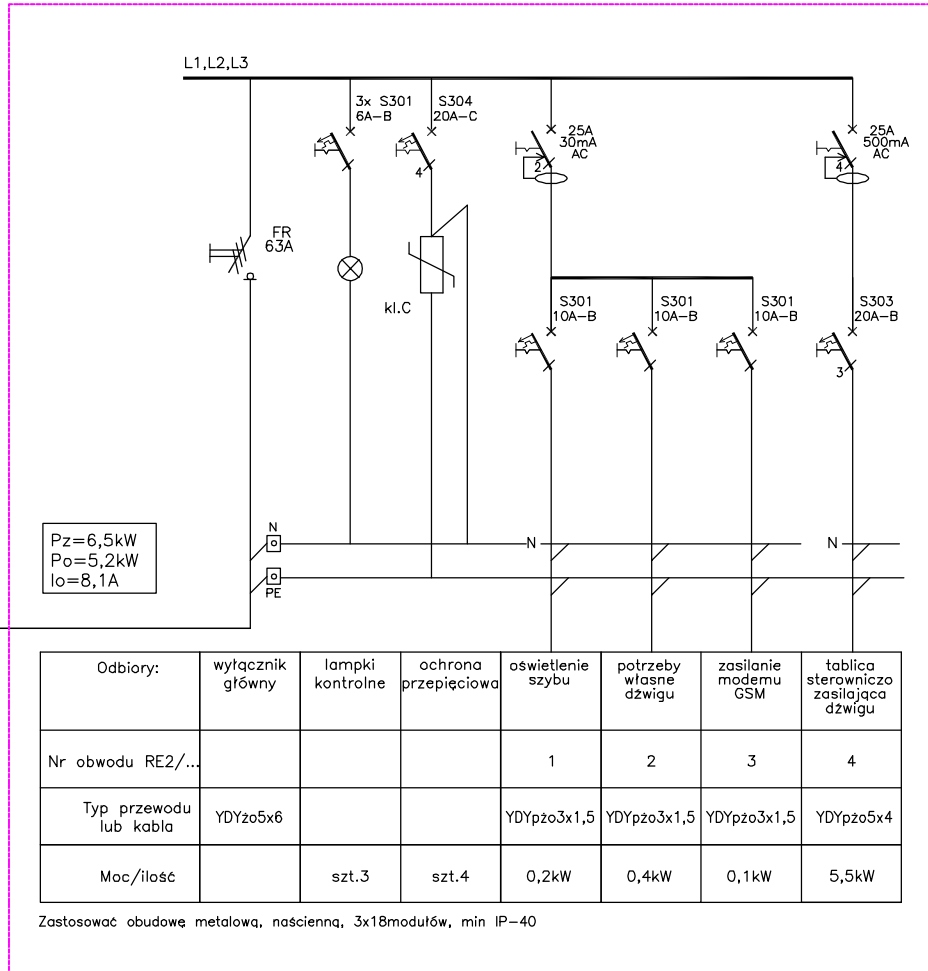 L1,L2,L3
3x S301
6A-B
S304
20A-C
4
25A
30mA
AC
2
25A
500mA
AC
4
FR
63A
kl.C
S301
10A-B
S301
10A-B
S301
10A-B
S303
20A-B
3
Pz=6,5kW
Po=5,2kW
Io=8,1A
N
N
N
PE
Odbiory:
wyłącznik
główny
lampki
kontrolne
ochrona
przepięciowa
oświetlenie
szybu
potrzeby
własne
dźwigu
zasilanie
modemu
GSM
tablica
sterowniczo
zasilająca
dźwigu
Nr obwodu RE2/...
1
2
3
4
Typ przewodu
lub kabla
YDYżo5x6
YDYpżo3x1,5
YDYpżo3x1,5
YDYpżo3x1,5
YDYpżo5x4
Moc/ilość
szt.3
szt.4
0,2kW
0,4kW
0,1kW
5,5kW
Zastosować obudowę metalową, naścienną, 3x18modułów, min IP-40